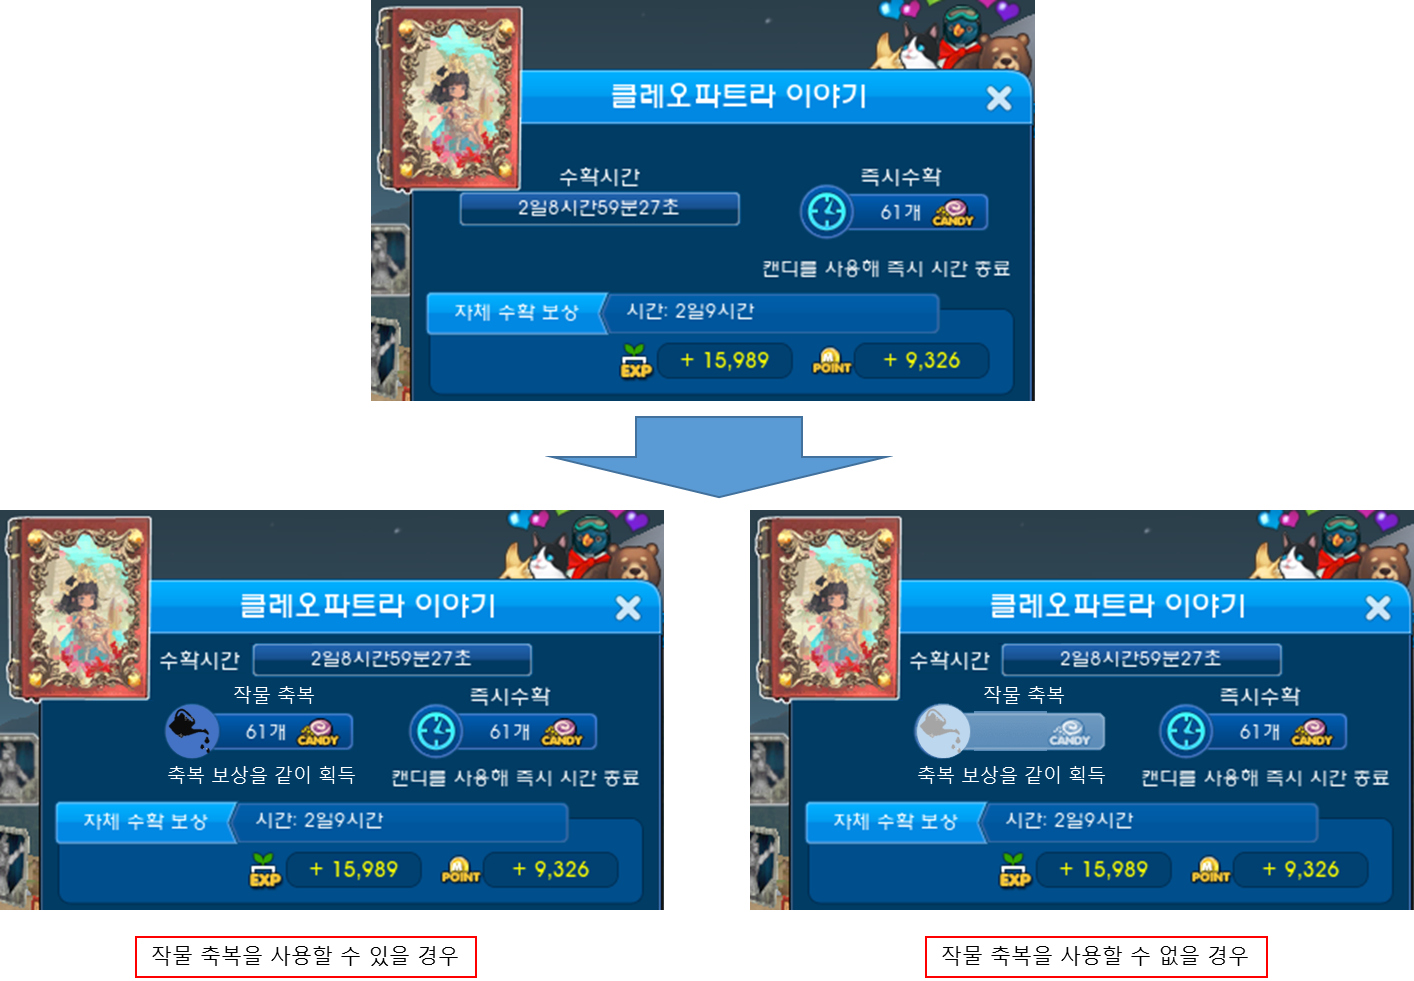 클레오파트라 이야기
수확시간
2일8시간59분27초
즉시수확
61개 CANDY
캔디를 사용해 즉시 시간 종료
자체 수확 보상
시간: 2일9시간
EXP + 15,989
M POINT + 9,326
클레오파트라 이야기
수확시간 2일8시간59분27초
작물 축복
즉시수확
61개 CANDY
61개 CANDY
축복 보상을 같이 획득
캔디를 사용해 즉시 시간 종료
자체 수확 보상
시간: 2일9시간
EXP + 15,989
M POINT + 9,326
작물 축복을 사용할 수 있을 경우
클레오파트라 이야기
수확시간 2일8시간59분27초
작물 축복
즉시수확
CANDY
61개 CANDY
축복 보상을 같이 획득
캔디를 사용해 즉시 시간 종료
자체 수확 보상
시간: 2일9시간
EXP + 15,989
M POINT + 9,326
작물 축복을 사용할 수 없을 경우